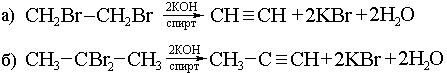 а) CH₂Br–CH₂Br 2KOH спирт → CH≡CH+2KBr+2H₂O
б) CH₃–CBr₂–CH₃ 2KOH спирт → CH₃–C≡CH+2KBr+2H₂O